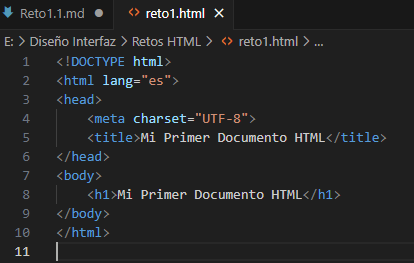 Reto1.1.md
reto1.html
E: > Diseño Interfaz > Retos HTML > reto1.html > ...
1 <!DOCTYPE html>
2 <html lang="es">
3 <head>
4     <meta charset="UTF-8">
5     <title>Mi Primer Documento HTML</title>
6 </head>
7 <body>
8     <h1>Mi Primer Documento HTML</h1>
9 </body>
10 </html>
11